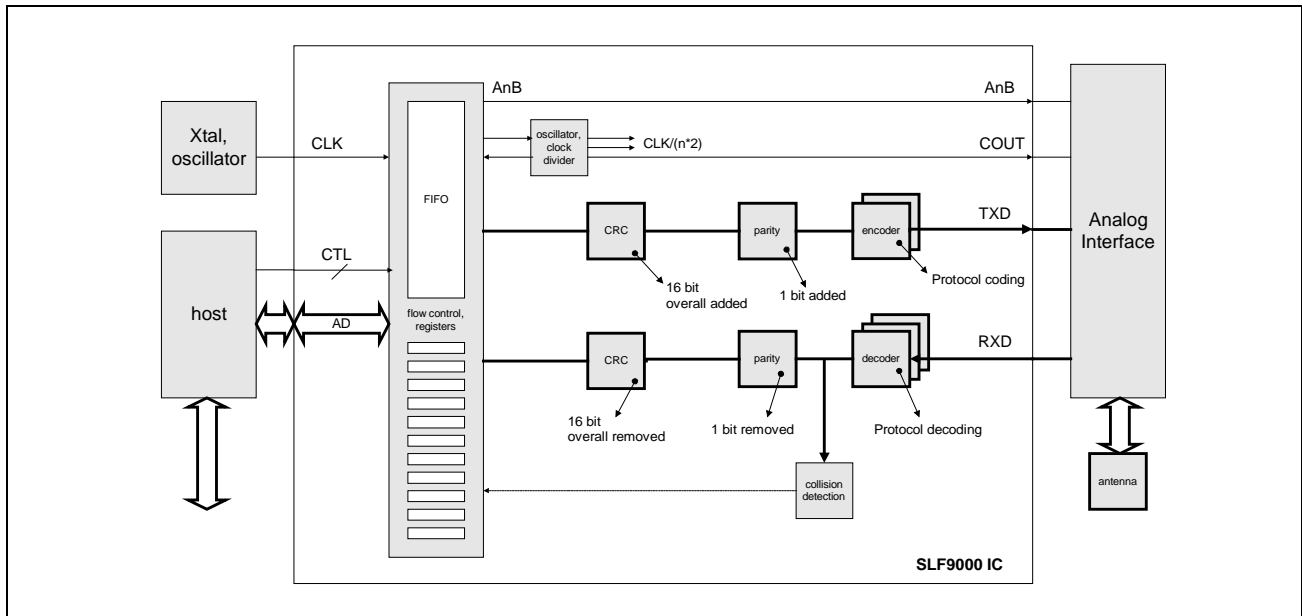 AnB
AnB
Xtal,
oscillator
CLK
oscillator,
clock
divider
CLK/(n*2)
COUT
FIFO
TXD
Analog
Interface
CRC
parity
encoder
CTL
16 bit
overall added
1 bit added
Protocol coding
host
AD
flow control,
registers
RXD
CRC
parity
decoder
16 bit
overall removed
1 bit removed
Protocol decoding
collision
detection
antenna
SLF9000 IC